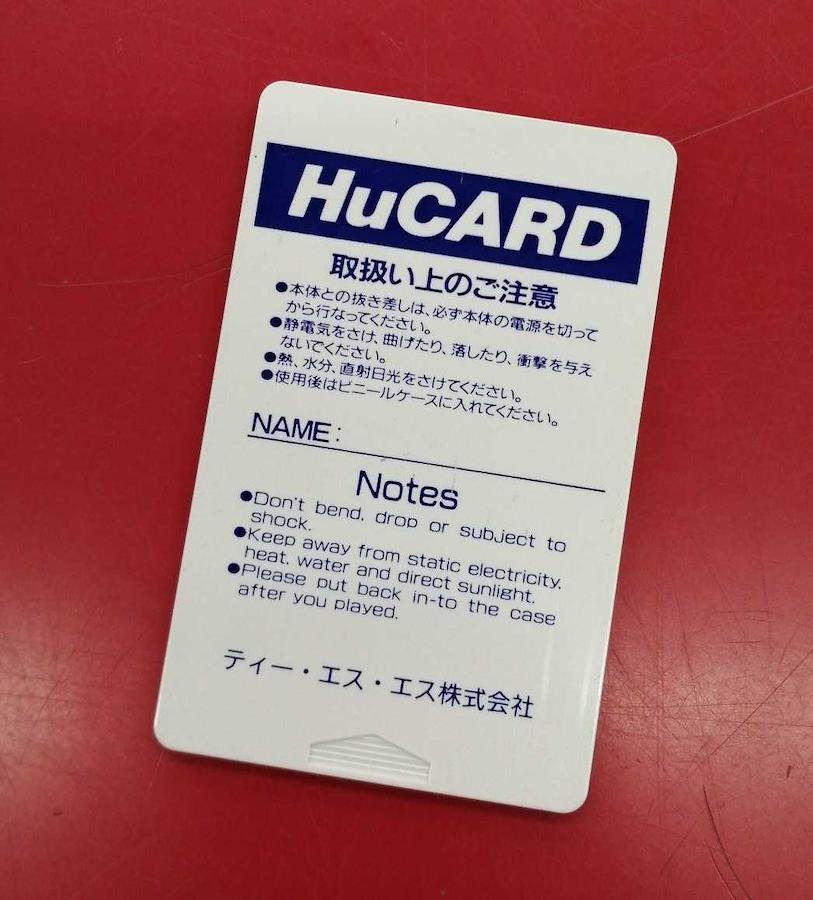 HuCARD
取扱い上のご注意
●本体との抜き差しは、必ず本体の電源を切って
から行なってください。
●静電気をさけ、曲げたり、落したり、衝撃を与え
ないでください。
●熱、水分、直射日光をさけてください。
●使用後はビニールケースに入れてください。
NAME:
Notes
●Don't bend, drop or subject to
shock.
●Keep away from static electricity,
heat, water and direct sunlight.
●Please put back in-to the case
after you played.
ティー・エス・エス株式会社